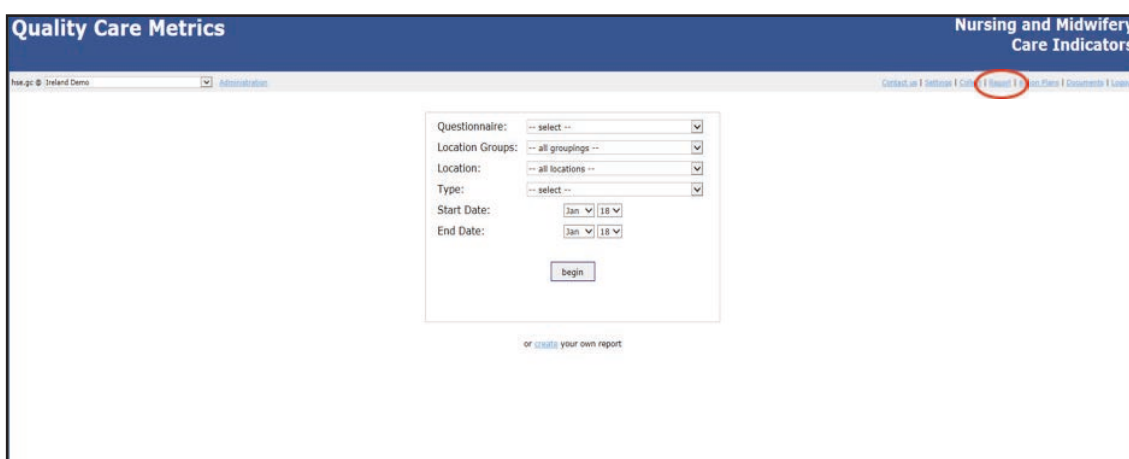 Quality Care Metrics
Nursing and Midwifery
Care Indicators
hse.gc @ Ireland Demo Administration
Contact us | Settings | Collect | Report | Action Plans | Documents |
Questionnaire: -- select --
Location Groups: -- all groupings --
Location: -- all locations --
Type: -- select --
Start Date: Jan 18
End Date: Jan 18
begin
or create your own report